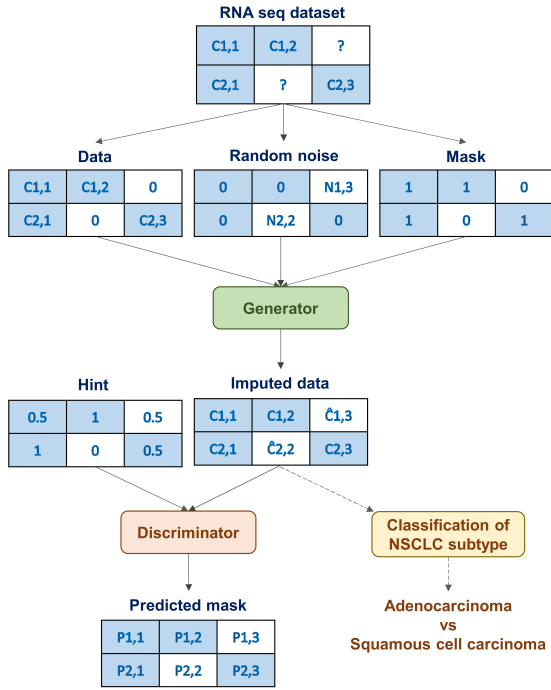 RNA seq dataset
C1,1 C1,2 ?
C2,1 ? C2,3
Data Random noise Mask
C1,1 C1,2 0 0 0 N1,3 1 1 0
C2,1 0 C2,3 0 N2,2 0 1 0 1
Generator
Hint Imputed data
0.5 1 0.5 C1,1 C1,2 Ĉ1,3
1 0 0.5 C2,1 Ĉ2,2 C2,3
Discriminator
Classification of
NSCLC subtype
Predicted mask
P1,1 P1,2 P1,3
P2,1 P2,2 P2,3
Adenocarcinoma
vs
Squamous cell carcinoma